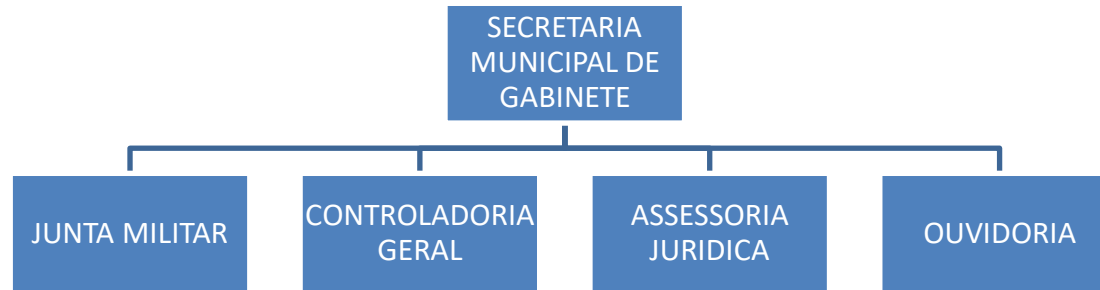 SECRETARIA
MUNICIPAL DE
GABINETE
JUNTA MILITAR
CONTROLADORIA
GERAL
ASSESSORIA
JURIDICA
OUVIDORIA